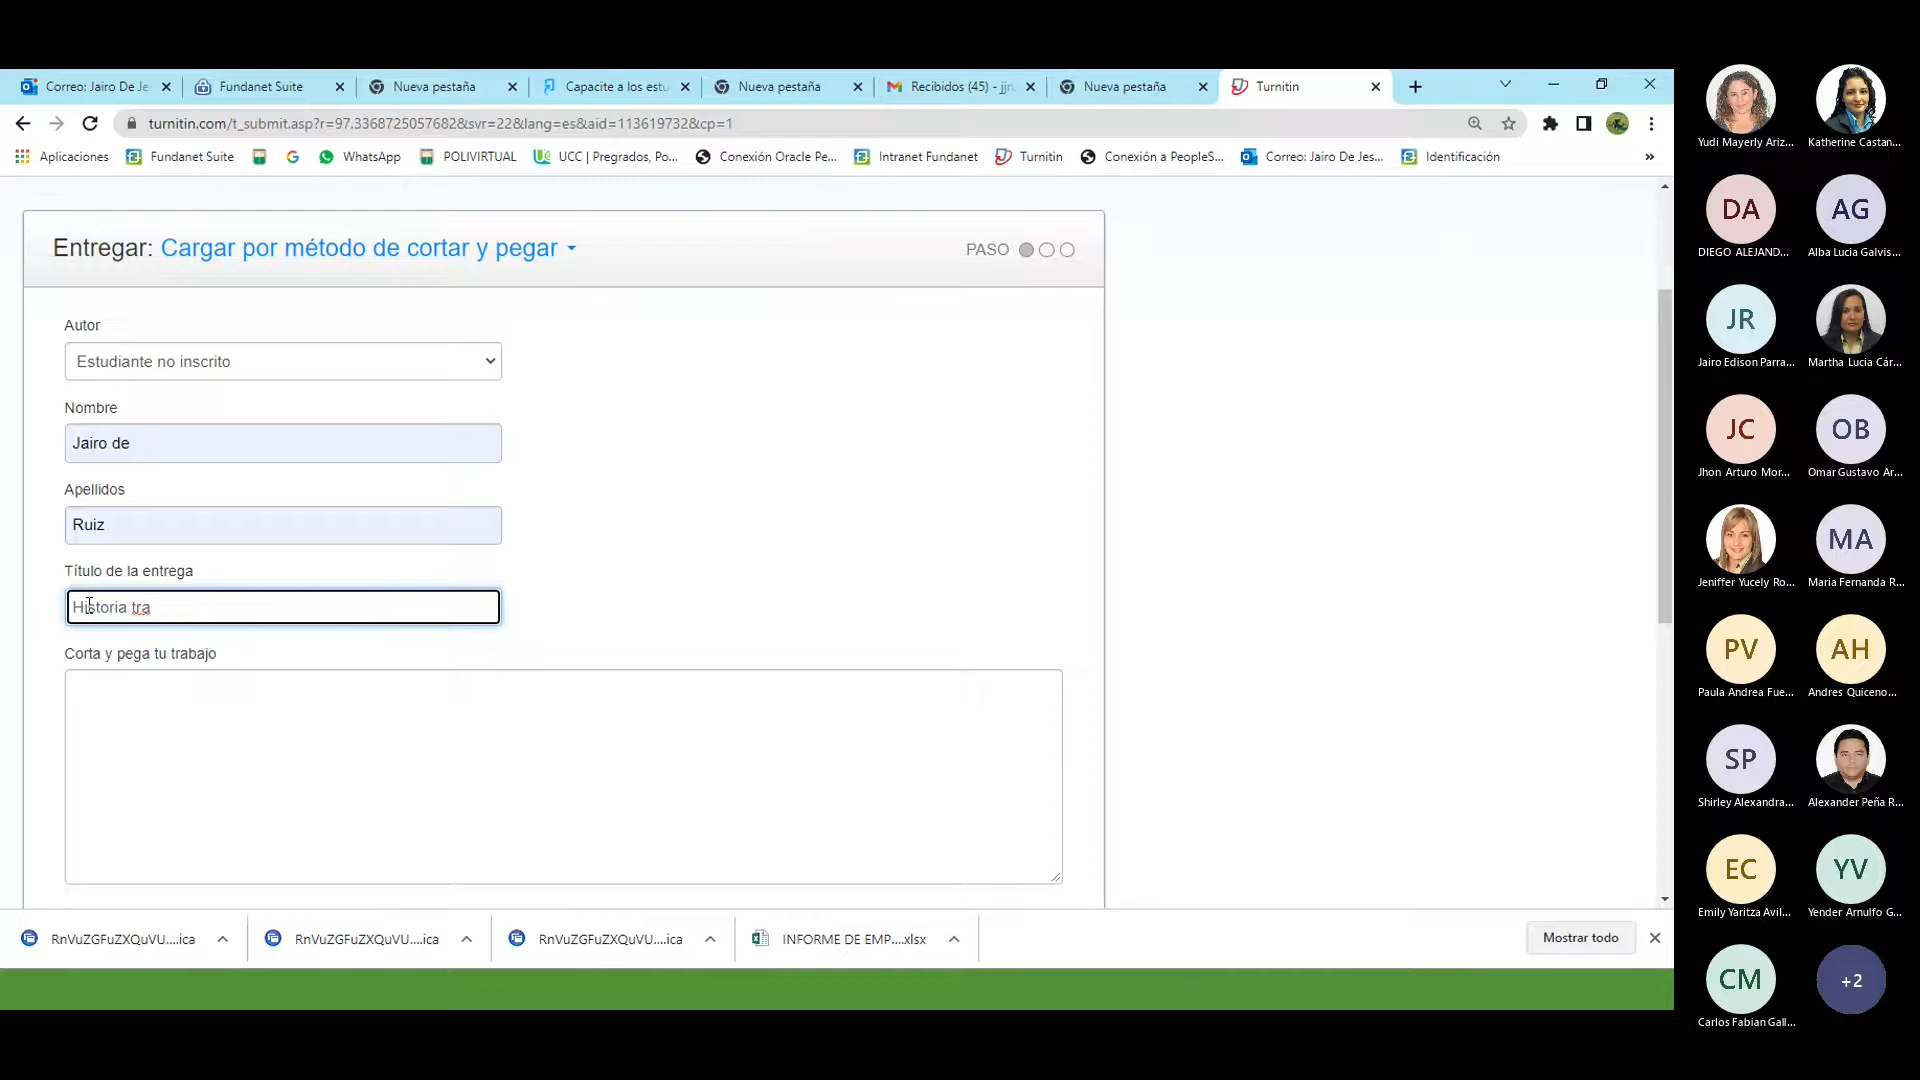 Correo: Jairo De Je
Fundanet Suite
Nueva pestaña
Capacite a los estu
Nueva pestaña
Recibidos (45) - jjru
Nueva pestaña
Turnitin
turnitin.com/t_submit.asp?r=97.3368725057682&svr=22&lang=es&aid=113619732&cp=1
Aplicaciones
Fundanet Suite
WhatsApp
POLIVIRTUAL
UCC | Pregrados, Po...
Conexión Oracle Pe...
Intranet Fundanet
Turnitin
Conexión a PeopleS...
Correo: Jairo De Jes...
Identificación
»
Entregar: Cargar por método de cortar y pegar
PASO
Autor
Estudiante no inscrito
Nombre
Jairo de
Apellidos
Ruiz
Título de la entrega
Historia tra
Corta y pega tu trabajo
RnVuZGFuZXQuVU....ica
RnVuZGFuZXQuVU....ica
RnVuZGFuZXQuVU....ica
INFORME DE EMP....xlsx
Mostrar todo
Yudi Mayerly Ariz...
Katherine Castan...
DA
DIEGO ALEJAND...
AG
Alba Lucia Galvis...
JR
Jairo Edison Parra...
Martha Lucia Cár...
JC
Jhon Arturo Mor...
OB
Omar Gustavo Ar...
Jeniffer Yucely Ro...
MA
Maria Fernanda R...
PV
Paula Andrea Fue...
AH
Andres Quiceno...
SP
Shirley Alexandra...
Alexander Peña R...
EC
Emily Yaritza Avil...
YV
Yender Arnulfo G...
CM
Carlos Fabian Gall...
+2